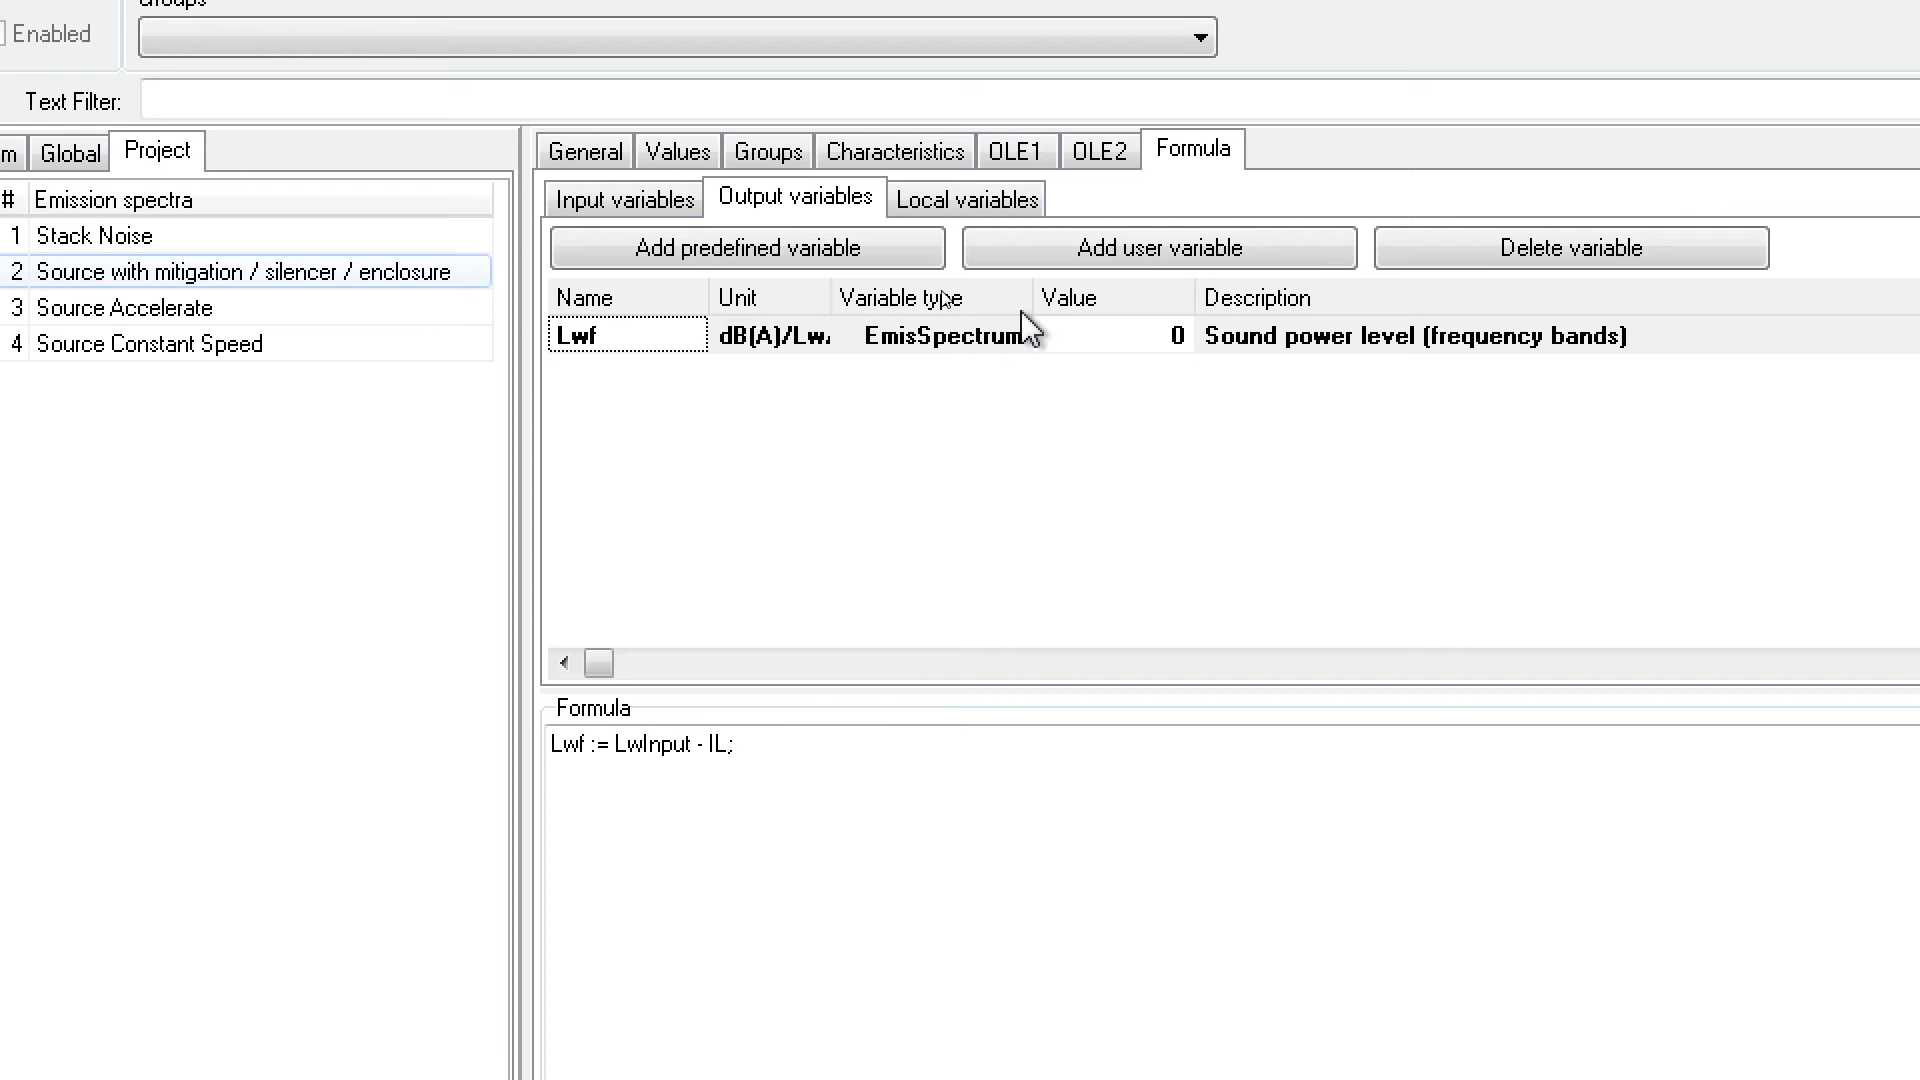 Groups
Enabled
Text Filter:
m Global Project
# Emission spectra
1 Stack Noise
2 Source with mitigation / silencer / enclosure
3 Source Accelerate
4 Source Constant Speed
General Values Groups Characteristics OLE1 OLE2 Formula
Input variables Output variables Local variables
Add predefined variable Add user variable Delete variable
Name Unit Variable type Value Description
Lwf dB(A)/Lw EmisSpectrum 0 Sound power level (frequency bands)
Formula
Lwf := LwInput - IL;